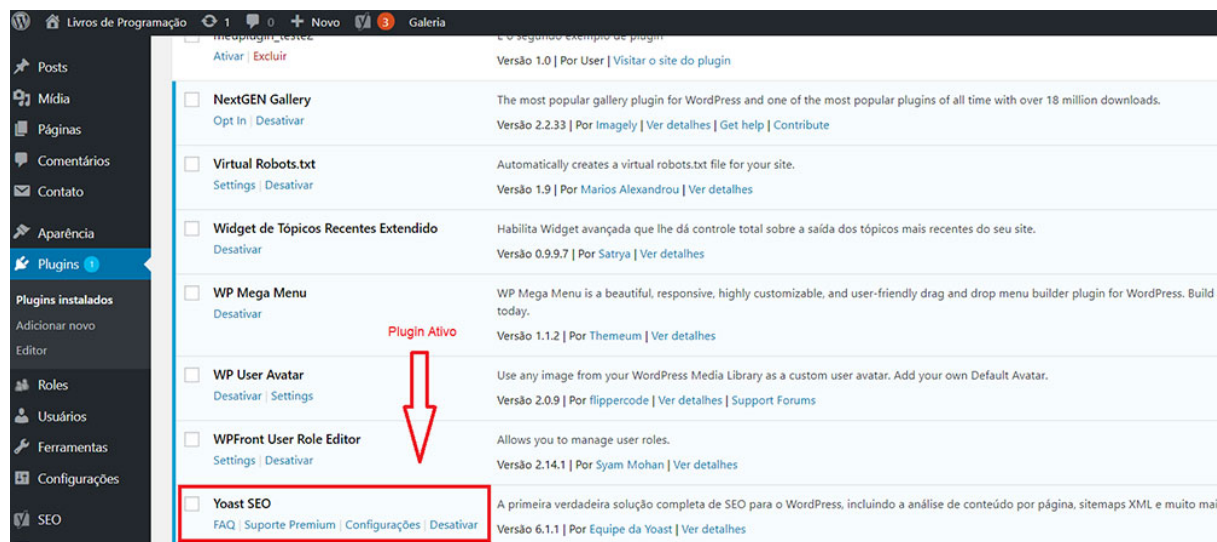 Livros de Programação 1 0 + Novo 3 Galeria
Posts
Mídia
Páginas
Comentários
Contato
Aparência
Plugins 1
Plugins instalados
Adicionar novo
Editor
Roles
Usuários
Ferramentas
Configurações
SEO
meuplugin_teste2
É o segundo exemplo de plugin
Ativar | Excluir
Versão 1.0 | Por User | Visitar o site do plugin
NextGEN Gallery
The most popular gallery plugin for WordPress and one of the most popular plugins of all time with over 18 million downloads.
Opt In | Desativar
Versão 2.2.33 | Por Imagely | Ver detalhes | Get help | Contribute
Virtual Robots.txt
Automatically creates a virtual robots.txt file for your site.
Settings | Desativar
Versão 1.9 | Por Marios Alexandrou | Ver detalhes
Widget de Tópicos Recentes Extendido
Habilita Widget avançada que lhe dá controle total sobre a saída dos tópicos mais recentes do seu site.
Desativar
Versão 0.9.9.7 | Por Satrya | Ver detalhes
WP Mega Menu
WP Mega Menu is a beautiful, responsive, highly customizable, and user-friendly drag and drop menu builder plugin for WordPress. Build
today.
Desativar
Versão 1.1.2 | Por Themeum | Ver detalhes
Plugin Ativo
WP User Avatar
Use any image from your WordPress Media Library as a custom user avatar. Add your own Default Avatar.
Desativar | Settings
Versão 2.0.9 | Por flippercode | Ver detalhes | Support Forums
WPFront User Role Editor
Allows you to manage user roles.
Settings | Desativar
Versão 2.14.1 | Por Syam Mohan | Ver detalhes
Yoast SEO
A primeira verdadeira solução completa de SEO para o WordPress, incluindo a análise de conteúdo por página, sitemaps XML e muito mai
FAQ | Suporte Premium | Configurações | Desativar
Versão 6.1.1 | Por Equipe da Yoast | Ver detalhes